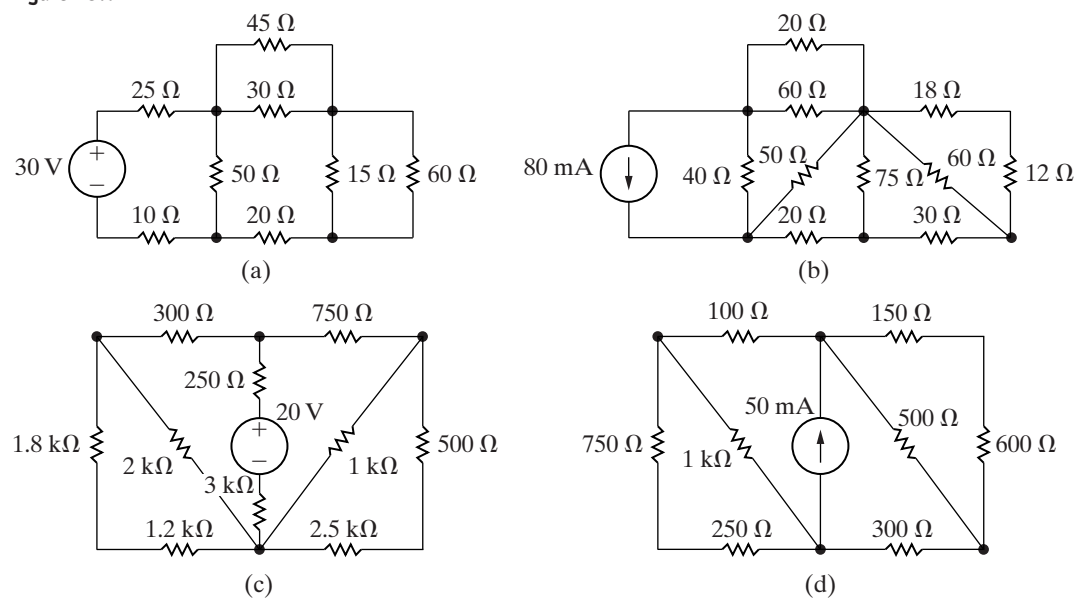 45 Ω
25 Ω
30 Ω
30 V
+
−
50 Ω
15 Ω
60 Ω
10 Ω
20 Ω
(a)
20 Ω
60 Ω
18 Ω
80 mA
40 Ω
50 Ω
75 Ω
60 Ω
12 Ω
20 Ω
30 Ω
(b)
300 Ω
750 Ω
250 Ω
20 V
+
−
1.8 kΩ
2 kΩ
3 kΩ
1 kΩ
500 Ω
1.2 kΩ
2.5 kΩ
(c)
100 Ω
150 Ω
50 mA
750 Ω
1 kΩ
500 Ω
600 Ω
250 Ω
300 Ω
(d)